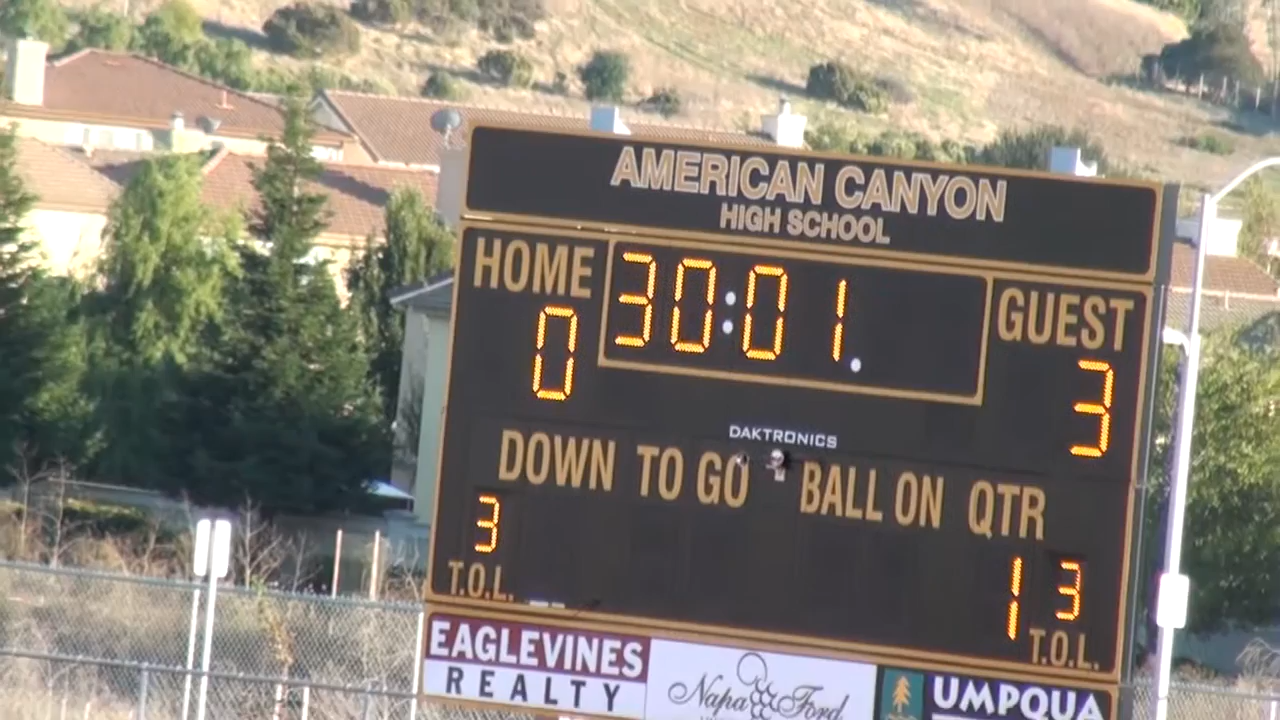 AMERICAN CANYON
HIGH SCHOOL
HOME 30:01 GUEST
0 3
DAKTRONICS
DOWN TO GO BALL ON QTR
3 1 3
T.O.L. T.O.L.
EAGLEVINES
REALTY
Napa Ford
UMPQUA